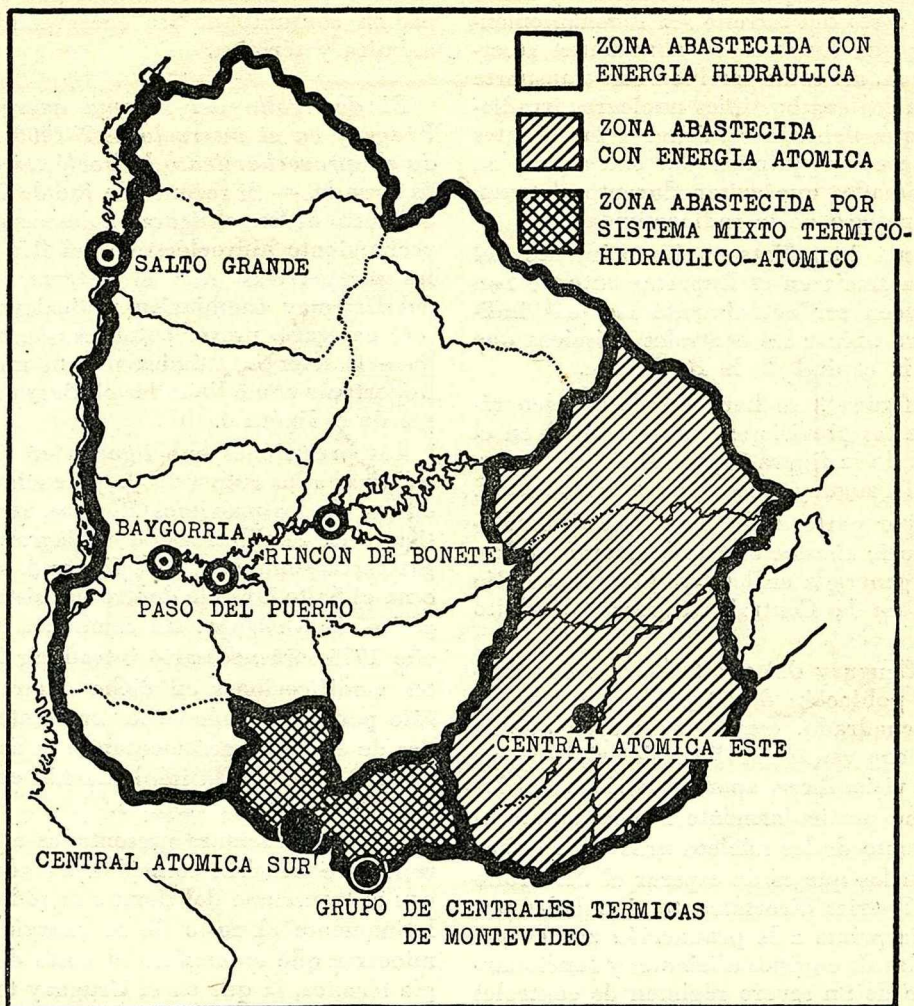 ZONA ABASTECIDA CON
ENERGIA HIDRAULICA
ZONA ABASTECIDA
CON ENERGIA ATOMICA
ZONA ABASTECIDA POR
SISTEMA MIXTO TERMICO-
HIDRAULICO-ATOMICO
SALTO GRANDE
BAYGORRIA
RINCON DE BONETE
PASO DEL PUERTO
CENTRAL ATOMICA ESTE
CENTRAL ATOMICA SUR
GRUPO DE CENTRALES TERMICAS
DE MONTEVIDEO